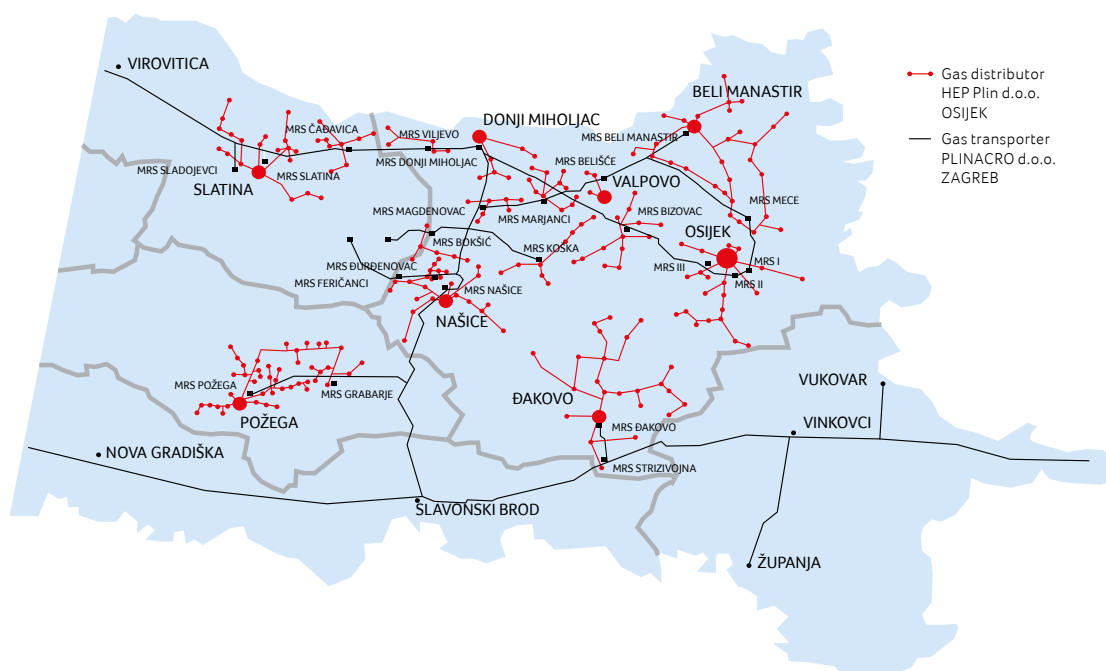 VIROVITICA
Gas distributor
HEP Plin d.o.o.
OSIJEK
Gas transporter
PLINACRO d.o.o.
ZAGREB
BELI MANASTIR
DONJI MIHOLJAC
MRS ČAĐAVICA
MRS VILJEVO
MRS BELI MANASTIR
MRS SLADOJEVCI
MRS SLATINA
SLATINA
MRS DONJI MIHOLJAC
MRS BELIŠĆE
VALPOVO
MRS MAGDENOVAC
MRS MARJANCI
MRS BIZOVAC
MRS MECE
MRS BOKŠIĆ
MRS KOŠKA
OSIJEK
MRS ĐURĐENOVAC
MRS FERIČANCI
MRS NAŠICE
MRS III
MRS I
MRS II
NAŠICE
MRS POŽEGA
MRS GRABARJE
POŽEGA
ĐAKOVO
MRS ĐAKOVO
VUKOVAR
VINKOVCI
NOVA GRADIŠKA
MRS STRIZIVOJNA
SLAVONSKI BROD
ŽUPANJA